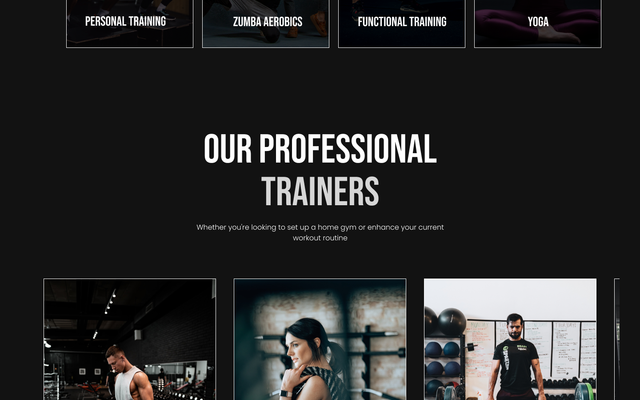 PERSONAL TRAINING
ZUMBA AEROBICS
FUNCTIONAL TRAINING
YOGA
OUR PROFESSIONAL
TRAINERS
Whether you're looking to set up a home gym or enhance your current
workout routine